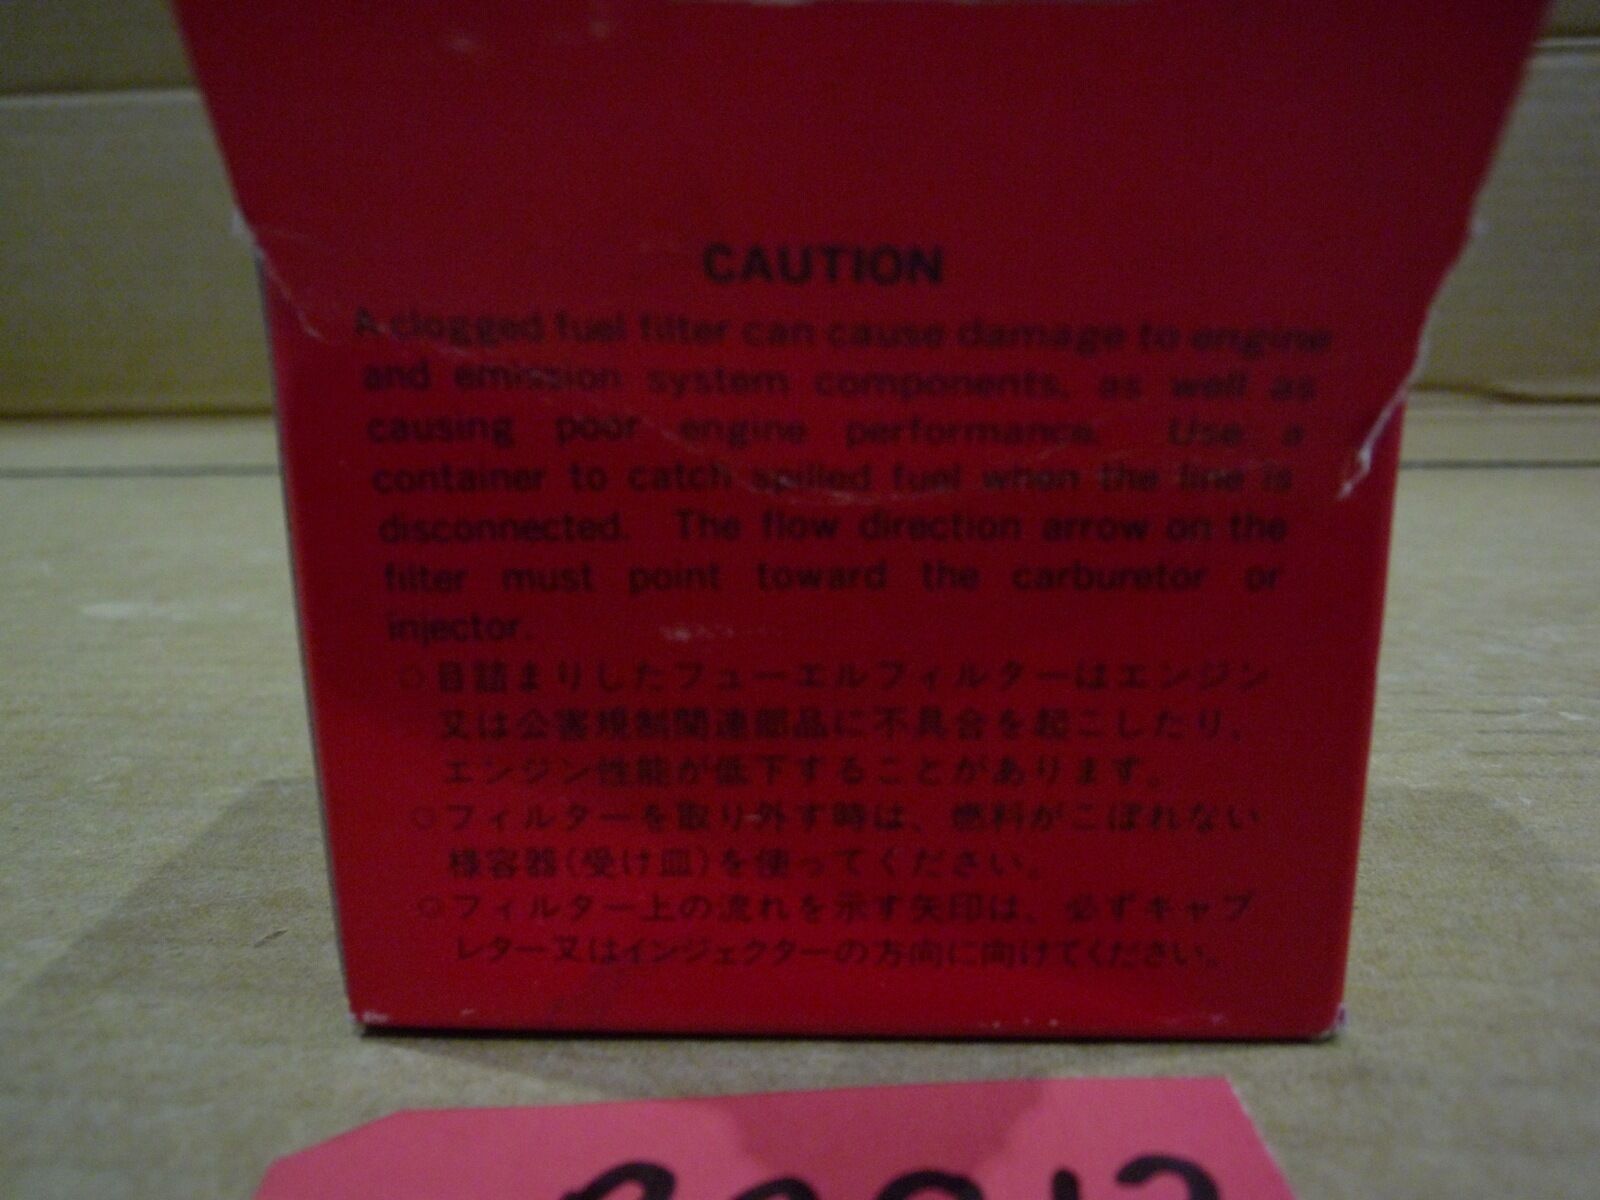 CAUTION
A clogged fuel filter can cause damage to engine
and emission system components, as well as
causing poor engine performance. Use a
container to catch spilled fuel when the line is
disconnected. The flow direction arrow on the
filter must point toward the carburetor or
injector.
○目詰まりしたフューエルフィルターはエンジン
又は公害規制関連部品に不具合を起こしたり、
エンジン性能が低下することがあります。
○フィルターを取り外す時は、燃料がこぼれない
様容器(受け皿)を使ってください。
○フィルター上の流れを示す矢印は、必ずキャブ
レター又はインジェクターの方向に向けてください。